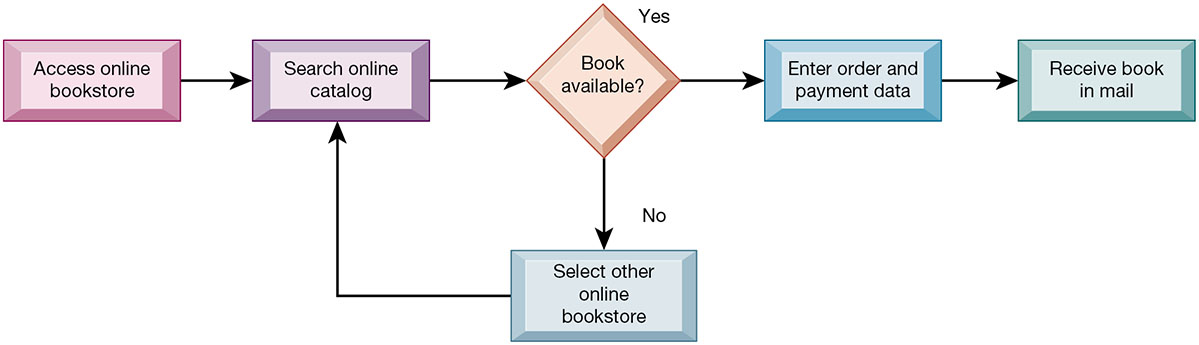 Access online
bookstore
Search online
catalog
Book
available?
Yes
Enter order and
payment data
Receive book
in mail
No
Select other
online
bookstore